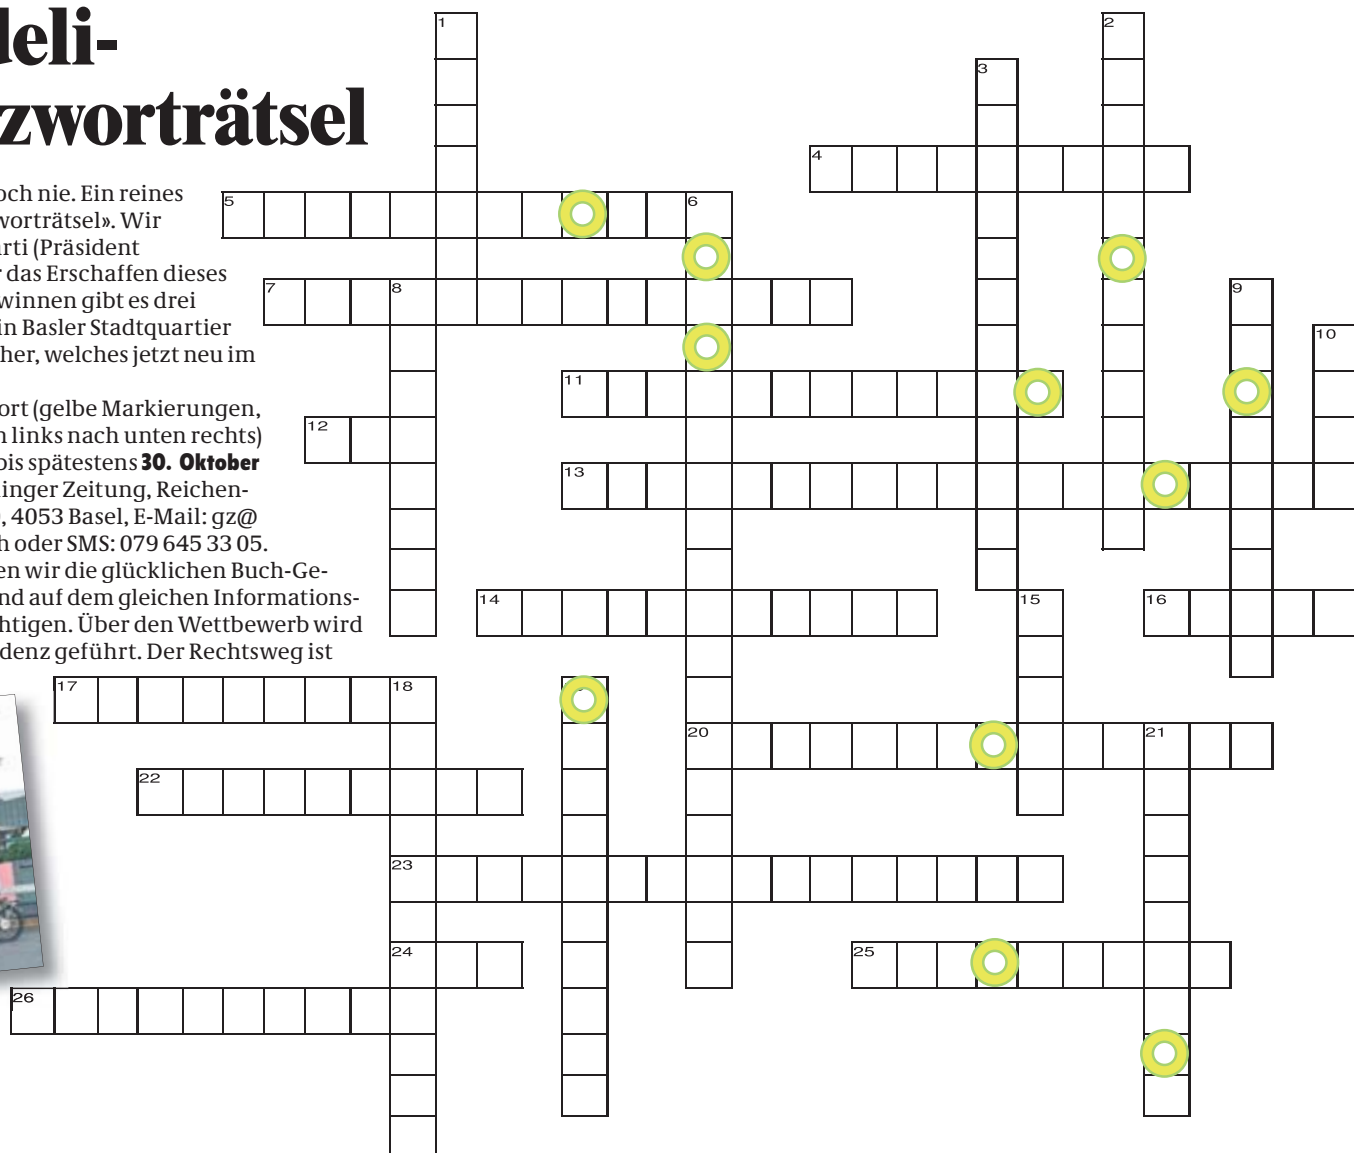 deli-
zworträtsel
och nie. Ein reines
worträtsel». Wir
arti (Präsident
das Erschaffen dieses
winnen gibt es drei
in Basler Stadtquartier
her, welches jetzt neu im
ort (gelbe Markierungen,
n links nach unten rechts)
bis spätestens 30. Oktober
inger Zeitung, Reichen-
, 4053 Basel, E-Mail: gz@
h oder SMS: 079 645 33 05.
en wir die glücklichen Buch-Ge-
nd auf dem gleichen Informations-
htigen. Über den Wettbewerb wird
denz geführt. Der Rechtsweg ist
1
2
3
4
5
6
7
8
9
10
11
12
13
14
15
16
17
18
20
21
22
23
24
25
26